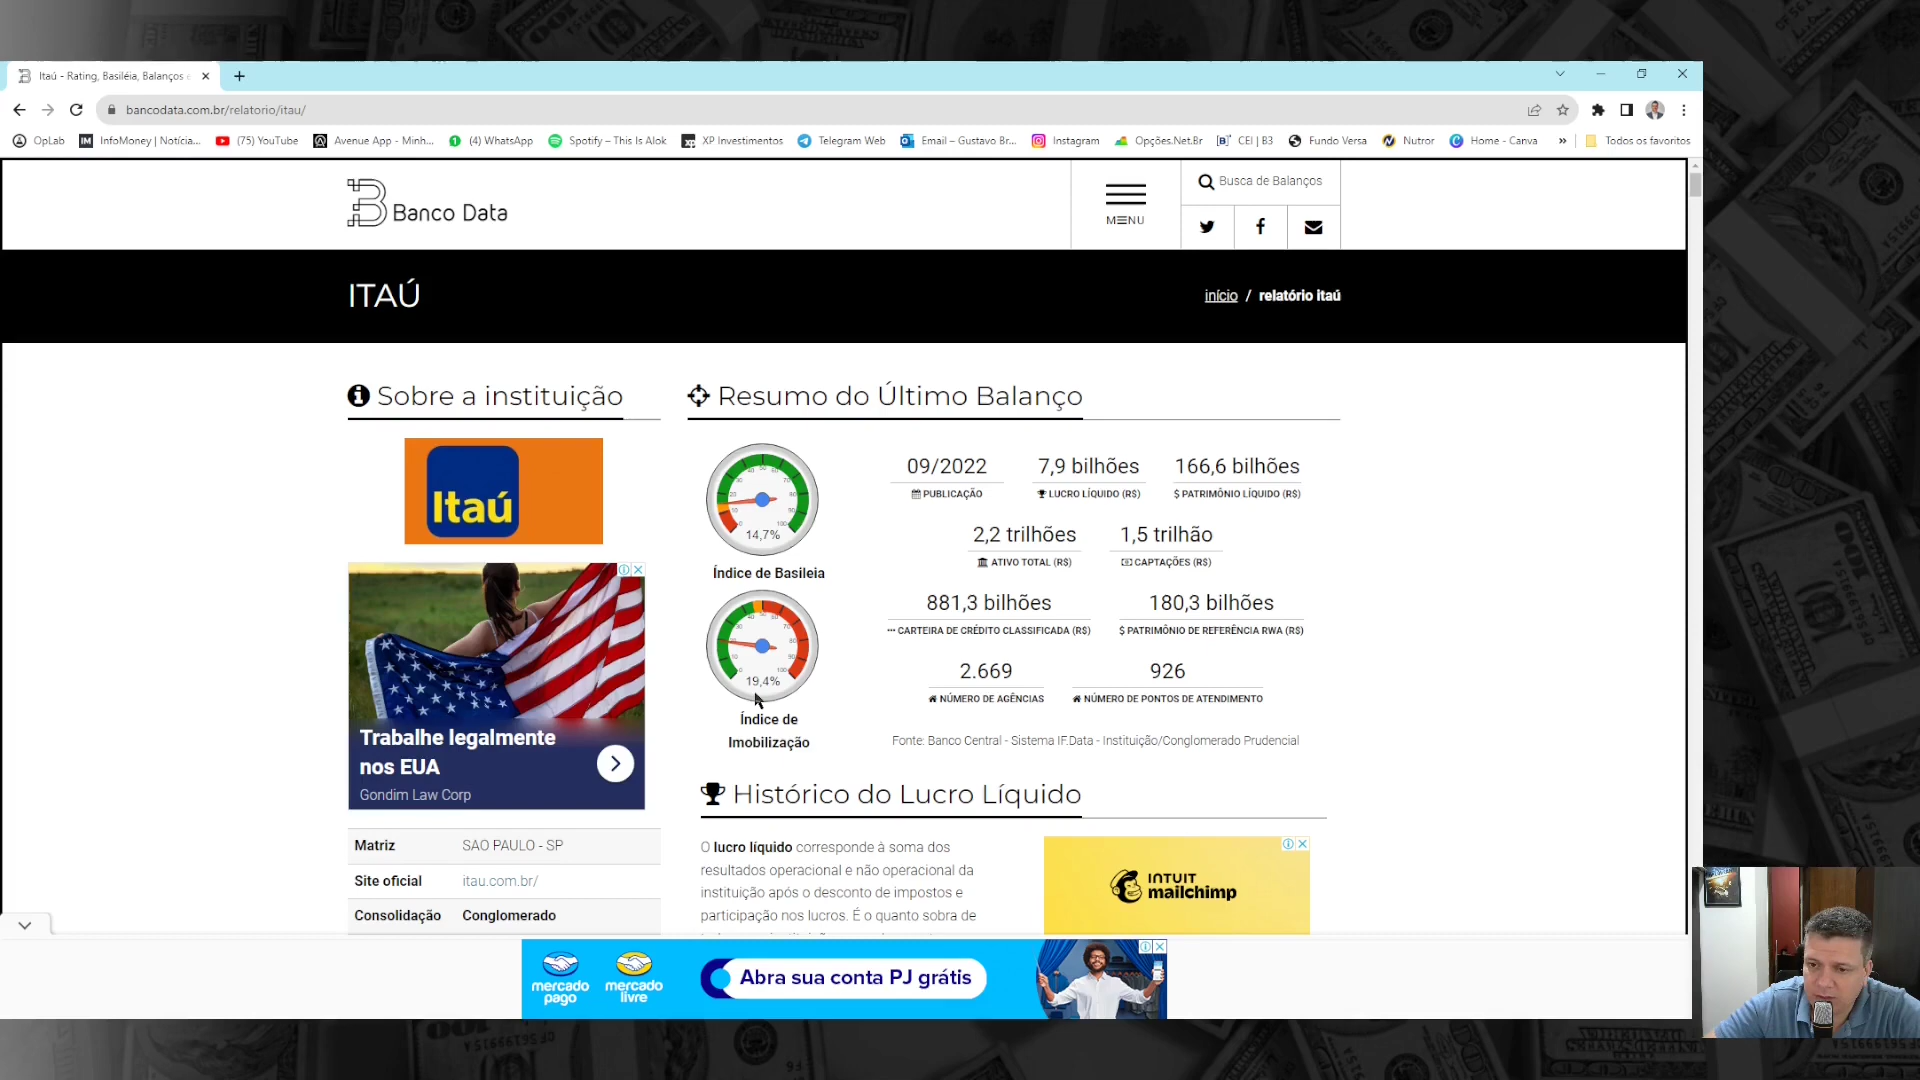 Itaú - Rating, Basiléia, Balanços e
bancodata.com.br/relatorio/itau/
OpLab
InfoMoney | Notícia...
(75) YouTube
Avenue App - Minh...
(4) WhatsApp
Spotify – This Is Alok
XP Investimentos
Telegram Web
Email – Gustavo Br...
Instagram
Opções.Net.Br
CEI | B3
Fundo Versa
Nutror
Home - Canva
»
Todos os favoritos
Banco Data
MENU
Busca de Balanços
ITAÚ
início / relatório itaú
Sobre a instituição
Itaú
Trabalhe legalmente
nos EUA
Gondim Law Corp
Matriz SAO PAULO - SP
Site oficial itau.com.br/
Consolidação Conglomerado
Resumo do Último Balanço
14,7%
Índice de Basileia
19,4%
Índice de
Imobilização
09/2022 7,9 bilhões 166,6 bilhões
PUBLICAÇÃO LUCRO LÍQUIDO (R$) $ PATRIMÔNIO LÍQUIDO (R$)
2,2 trilhões 1,5 trilhão
ATIVO TOTAL (R$) CAPTAÇÕES (R$)
881,3 bilhões 180,3 bilhões
CARTEIRA DE CRÉDITO CLASSIFICADA (R$) $ PATRIMÔNIO DE REFERÊNCIA RWA (R$)
2.669 926
NÚMERO DE AGÊNCIAS NÚMERO DE PONTOS DE ATENDIMENTO
Fonte: Banco Central - Sistema IF.Data - Instituição/Conglomerado Prudencial
Histórico do Lucro Líquido
O lucro líquido corresponde à soma dos
resultados operacional e não operacional da
instituição após o desconto de impostos e
participação nos lucros. É o quanto sobra de
INTUIT
mailchimp
mercado
pago
mercado
livre
Abra sua conta PJ grátis